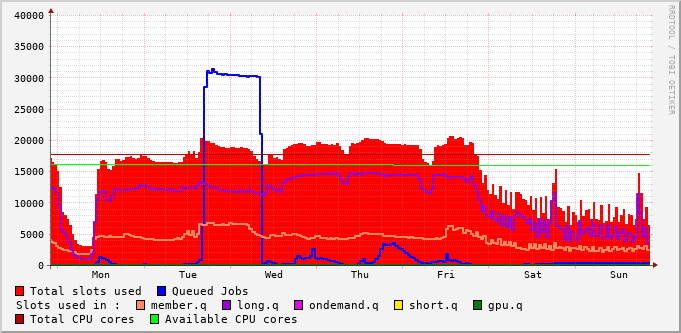 40000
35000
30000
25000
20000
15000
10000
5000
0
Mon Tue Wed Thu Fri Sat Sun
Total slots used Queued Jobs
Slots used in : member.q long.q ondemand.q short.q gpu.q
Total CPU cores Available CPU cores
RRDTOOL / TOBI OETIKER